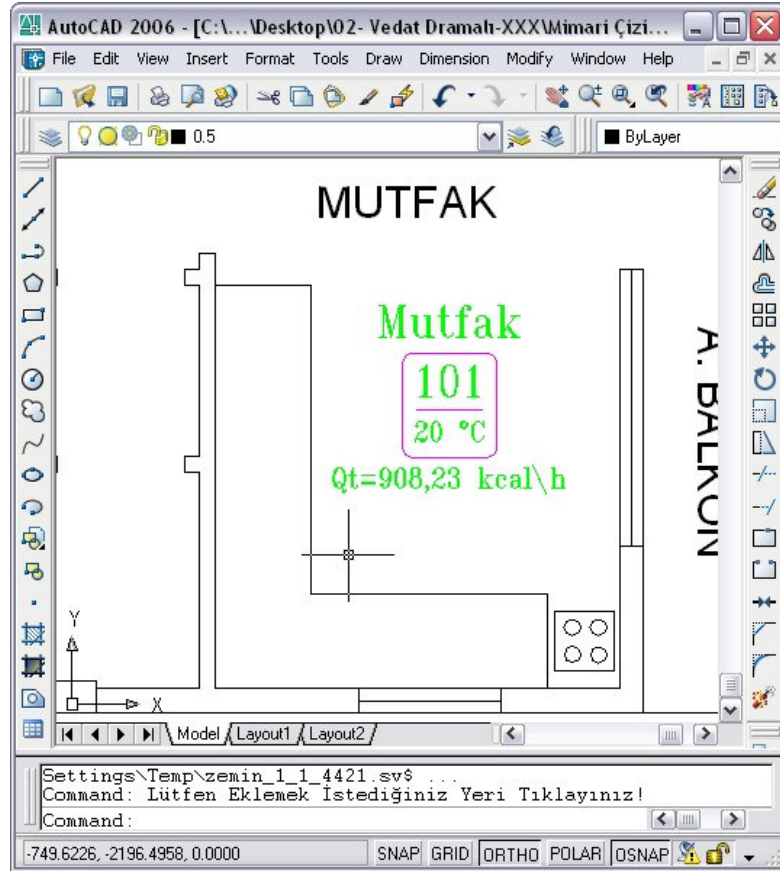 AutoCAD 2006 - [C:\...\Desktop\02- Vedat Dramalı-XXX\Mimari Çizi...
File Edit View Insert Format Tools Draw Dimension Modify Window Help
0.5
ByLayer
MUTFAK
Mutfak
101
20 °C
Qt=908,23 kcal\h
A. BALKON
Y
X
Model Layout1 Layout2
Settings\Temp\zemin_1_1_4421.sv$ ...
Command: Lütfen Eklemek İstediğiniz Yeri Tıklayınız!
Command:
-749.6226, -2196.4958, 0.0000 SNAP GRID ORTHO POLAR OSNAP